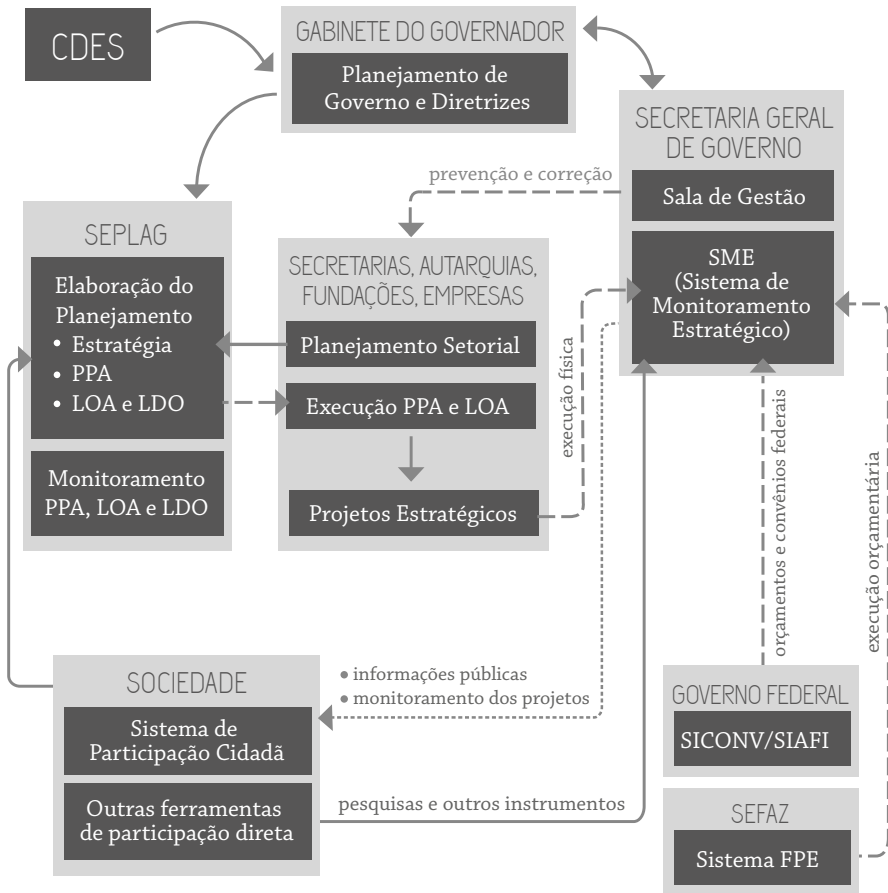 CDES
GABINETE DO GOVERNADOR
Planejamento de
Governo e Diretrizes
SECRETARIA GERAL
DE GOVERNO
Sala de Gestão
SME
(Sistema de
Monitoramento
Estratégico)
prevenção e correção
SEPLAG
Elaboração do
Planejamento
• Estratégia
• PPA
• LOA e LDO
Monitoramento
PPA, LOA e LDO
SECRETARIAS, AUTARQUIAS,
FUNDAÇÕES, EMPRESAS
Planejamento Setorial
Execução PPA e LOA
Projetos Estratégicos
execução física
orçamentos e convênios federais
execução orçamentária
SOCIEDADE
Sistema de
Participação Cidadã
Outras ferramentas
de participação direta
• informações públicas
• monitoramento dos projetos
pesquisas e outros instrumentos
GOVERNO FEDERAL
SICONV/SIAFI
SEFAZ
Sistema FPE